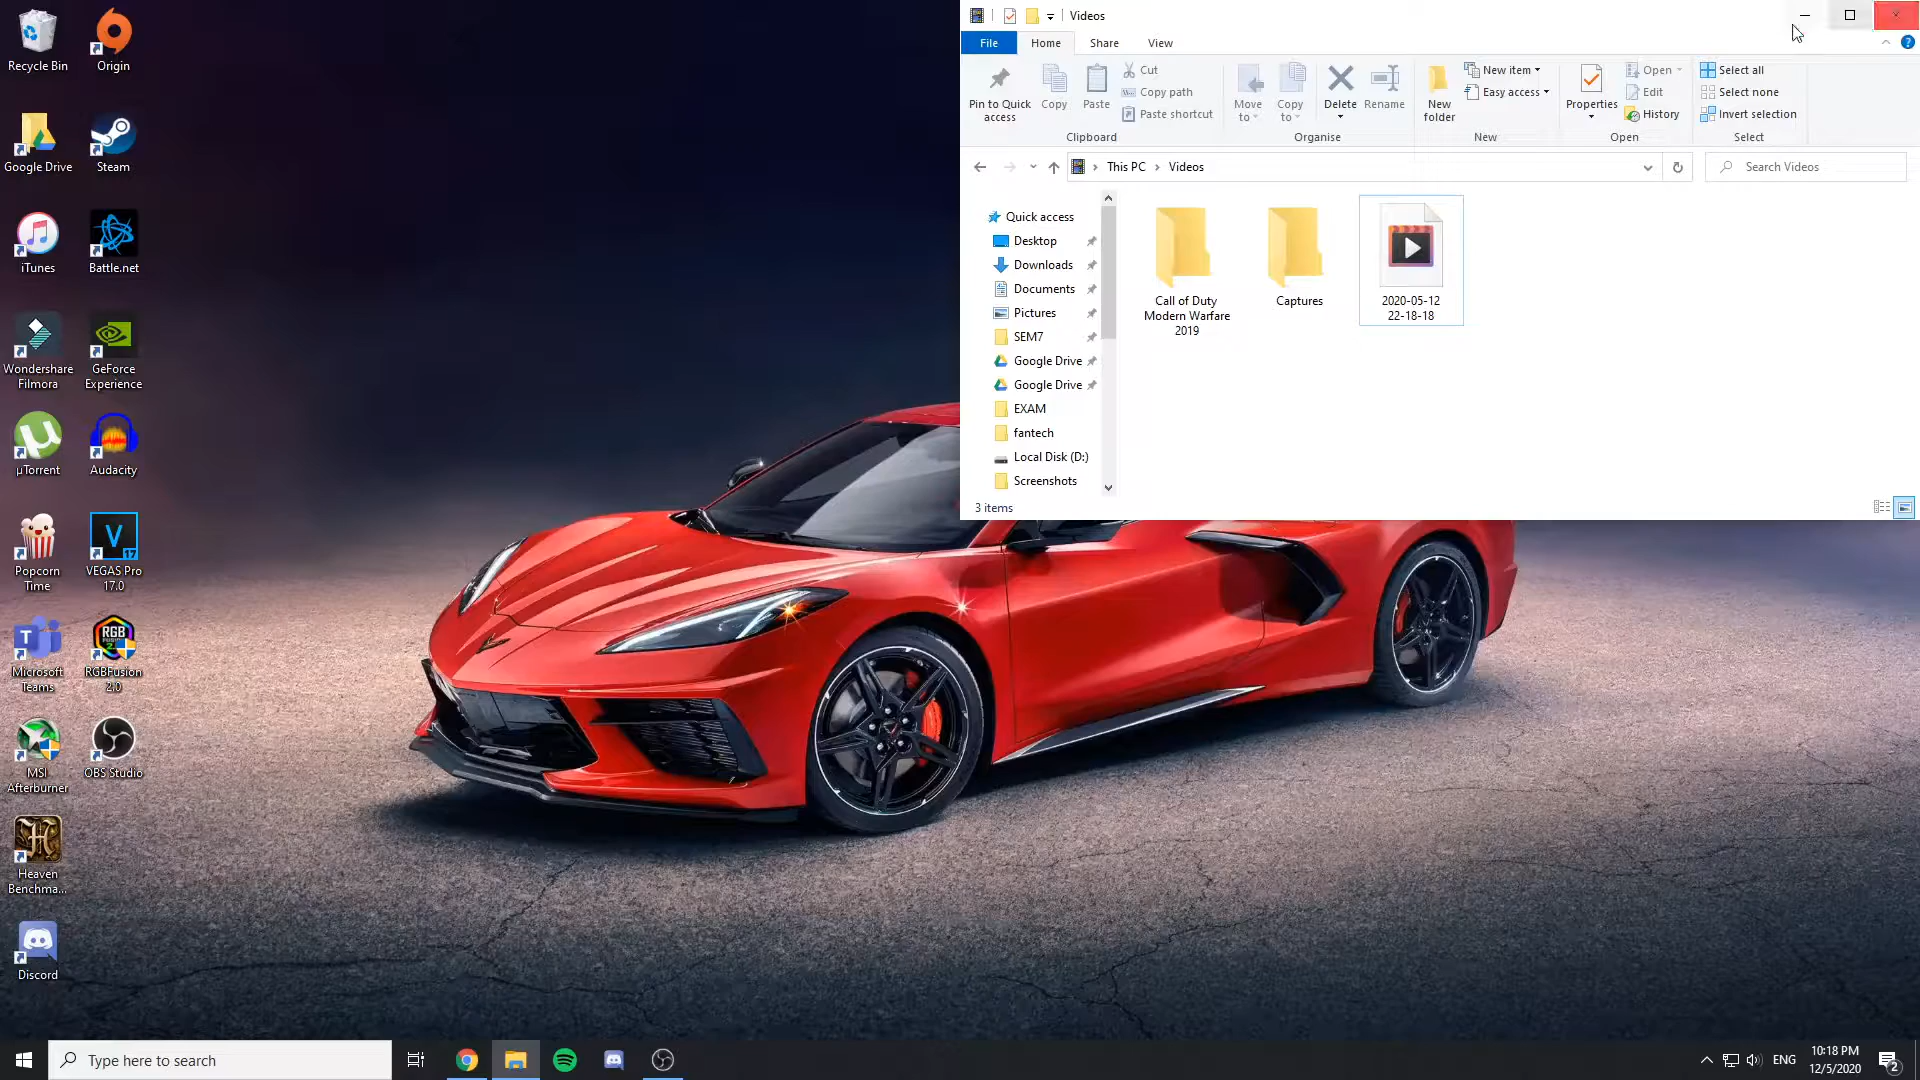 Recycle Bin
Origin
Google Drive
Steam
iTunes
Battle.net
Wondershare
Filmora
GeForce
Experience
µTorrent
Audacity
Popcorn
Time
VEGAS Pro
17.0
Microsoft
Teams
RGBFusion
2.0
MSI
Afterburner
OBS Studio
Heaven
Benchma...
Discord
Videos
File
Home
Share
View
Pin to Quick
access
Copy
Paste
Cut
Copy path
Paste shortcut
Clipboard
Move
to
Copy
to
Delete
Rename
Organise
New
folder
New item
Easy access
New
Properties
Open
Edit
History
Open
Select all
Select none
Invert selection
Select
This PC
Videos
Search Videos
Quick access
Desktop
Downloads
Documents
Pictures
SEM7
Google Drive
Google Drive
EXAM
fantech
Local Disk (D:)
Screenshots
Call of Duty
Modern Warfare
2019
Captures
2020-05-12
22-18-18
3 items
Type here to search
ENG
10:18 PM
12/5/2020
2